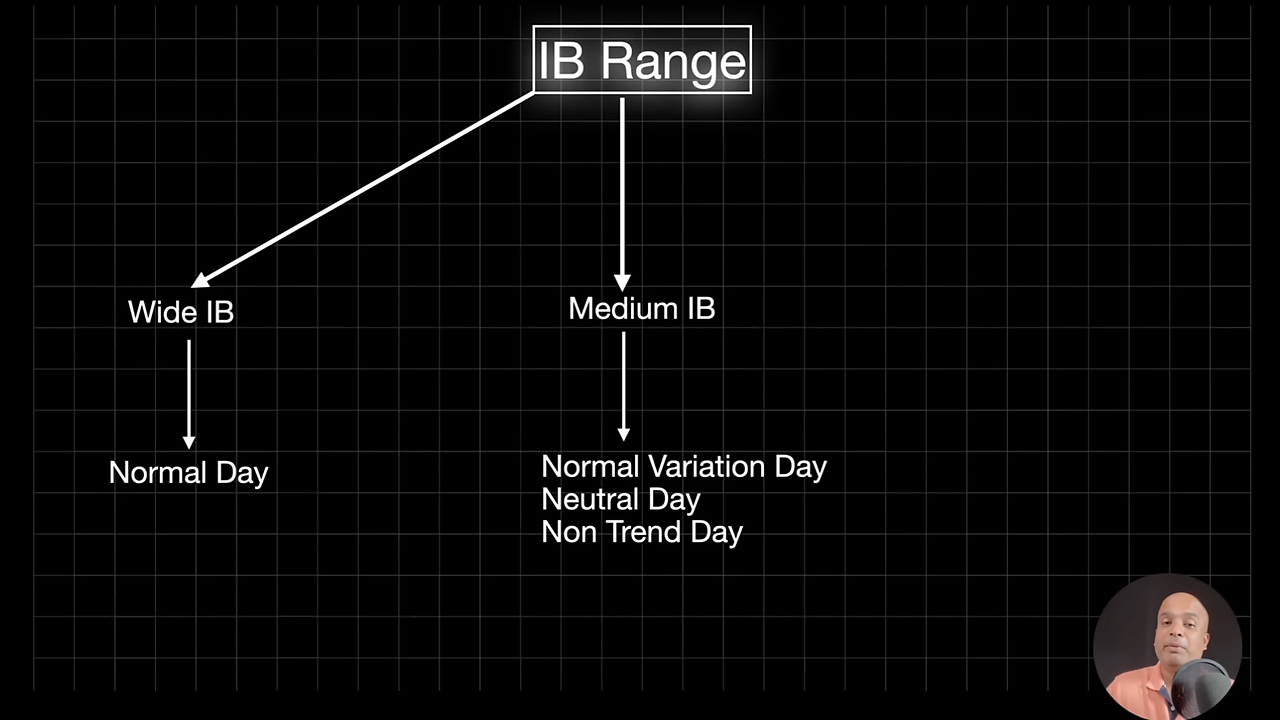 IB Range
Wide IB
Medium IB
Normal Day
Normal Variation Day
Neutral Day
Non Trend Day